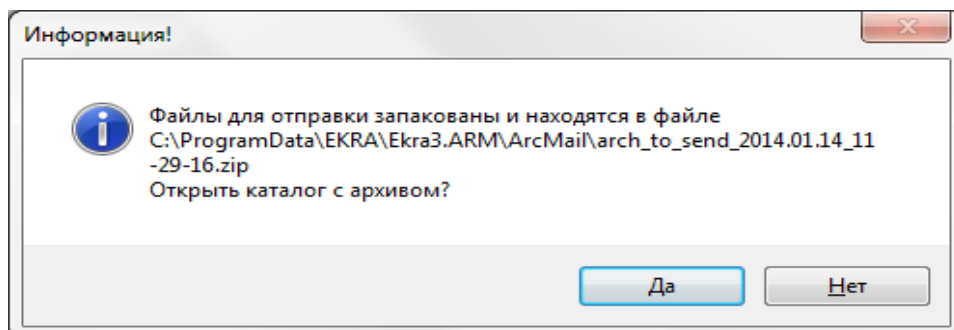 Информация!
Файлы для отправки запакованы и находятся в файле
C:\ProgramData\EKRA\Ekra3.ARM\ArcMail\arch_to_send_2014.01.14_11
-29-16.zip
Открыть каталог с архивом?
Да
Нет